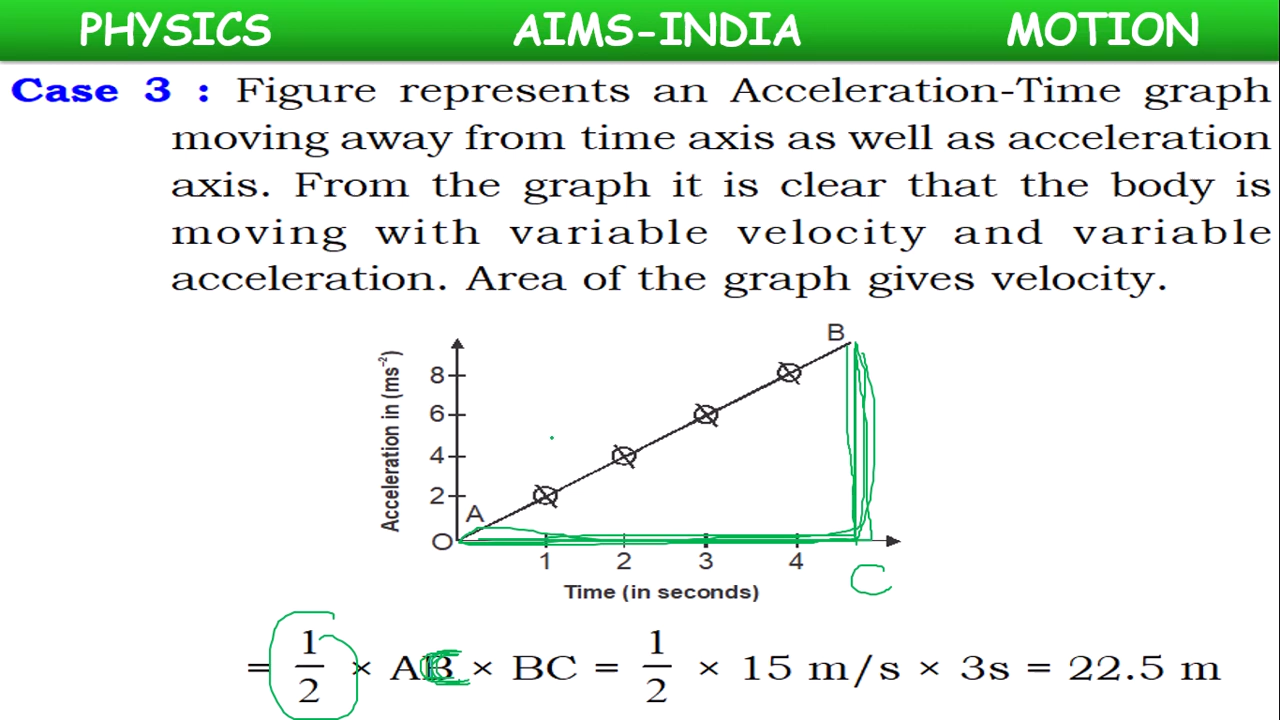 PHYSICS AIMS-INDIA MOTION
Case 3 : Figure represents an Acceleration-Time graph
moving away from time axis as well as acceleration
axis. From the graph it is clear that the body is
moving with variable velocity and variable
acceleration. Area of the graph gives velocity.
B
8
6
4
2
A
O
Acceleration in (ms⁻²)
1 2 3 4
C
Time (in seconds)
= 1/2 × AC × BC = 1/2 × 15 m/s × 3s = 22.5 m